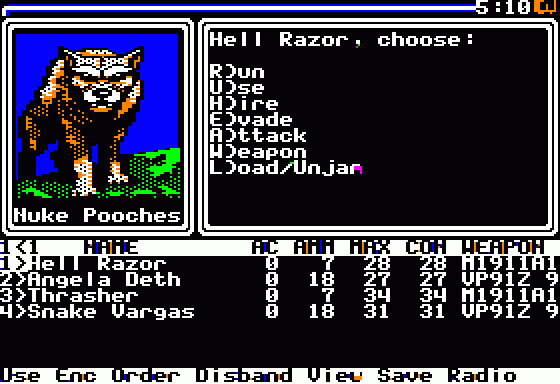 5:10
Hell Razor, choose:
R)un
U)se
H)ire
E)vade
A)ttack
W)eapon
L)oad/Unjam
Nuke Pooches
1<1 NAME AC AMM MAX CON WEAPON
1>Hell Razor 0 7 28 28 M1911A1
2>Angela Deth 0 18 27 27 VP91Z 9
3>Thrasher 0 7 34 34 M1911A1
4>Snake Vargas 0 18 31 31 VP91Z 9
Use Enc Order Disband View Save Radio